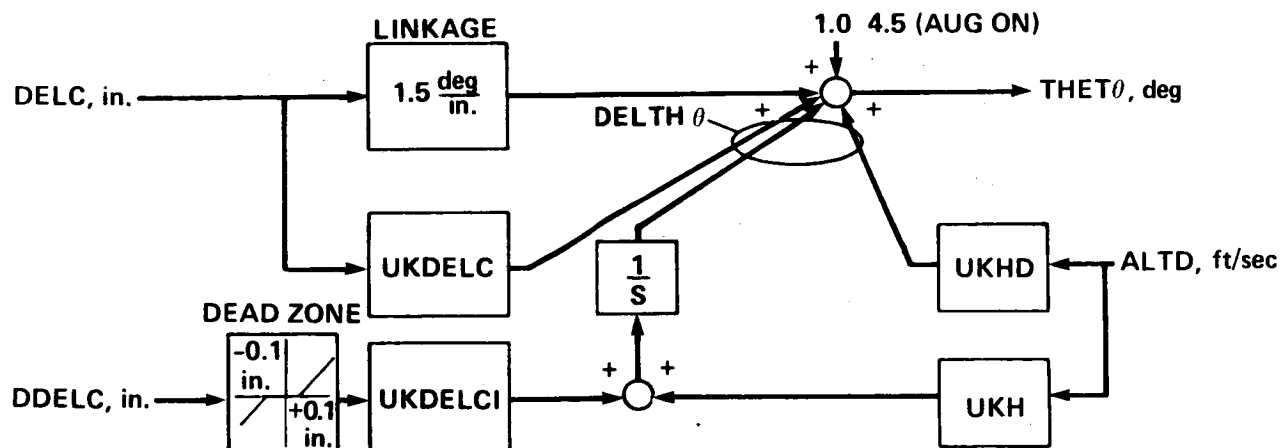 LINKAGE
1.0 4.5 (AUG ON)
DELC, in.
1.5 deg/in.
+
+
+
THETθ, deg
DELTH θ
UKDELC
1/S
UKHD
ALTD, ft/sec
DEAD ZONE
-0.1
in.
+0.1
in.
DDELC, in.
UKDELCI
+
+
UKH